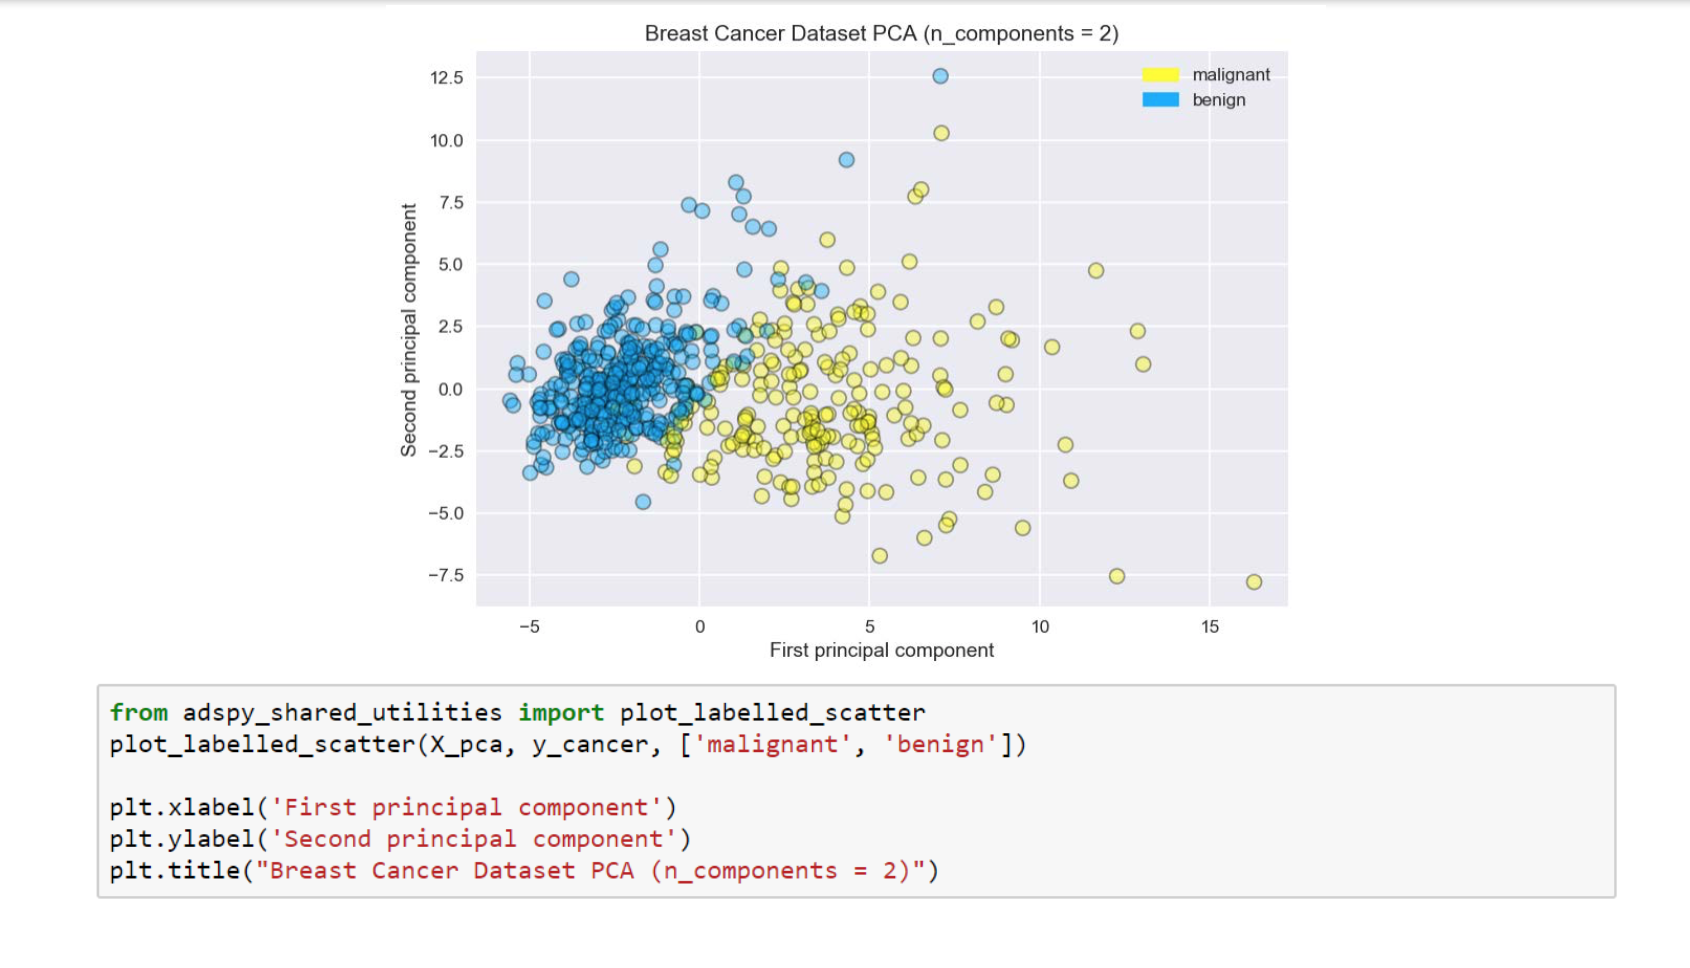 Breast Cancer Dataset PCA (n_components = 2)
malignant
benign
12.5
10.0
7.5
5.0
2.5
0.0
−2.5
−5.0
−7.5
Second principal component
−5 0 5 10 15
First principal component
from adspy_shared_utilities import plot_labelled_scatter
plot_labelled_scatter(X_pca, y_cancer, ['malignant', 'benign'])
plt.xlabel('First principal component')
plt.ylabel('Second principal component')
plt.title("Breast Cancer Dataset PCA (n_components = 2)")